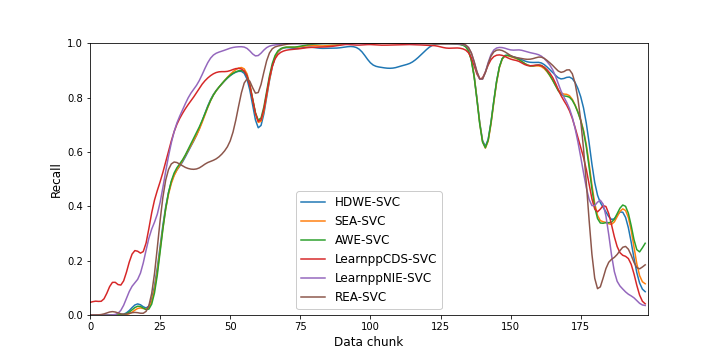 1.0
0.8
0.6
0.4
0.2
0.0
Recall
HDWE-SVC
SEA-SVC
AWE-SVC
LearnppCDS-SVC
LearnppNIE-SVC
REA-SVC
0 25 50 75 100 125 150 175
Data chunk